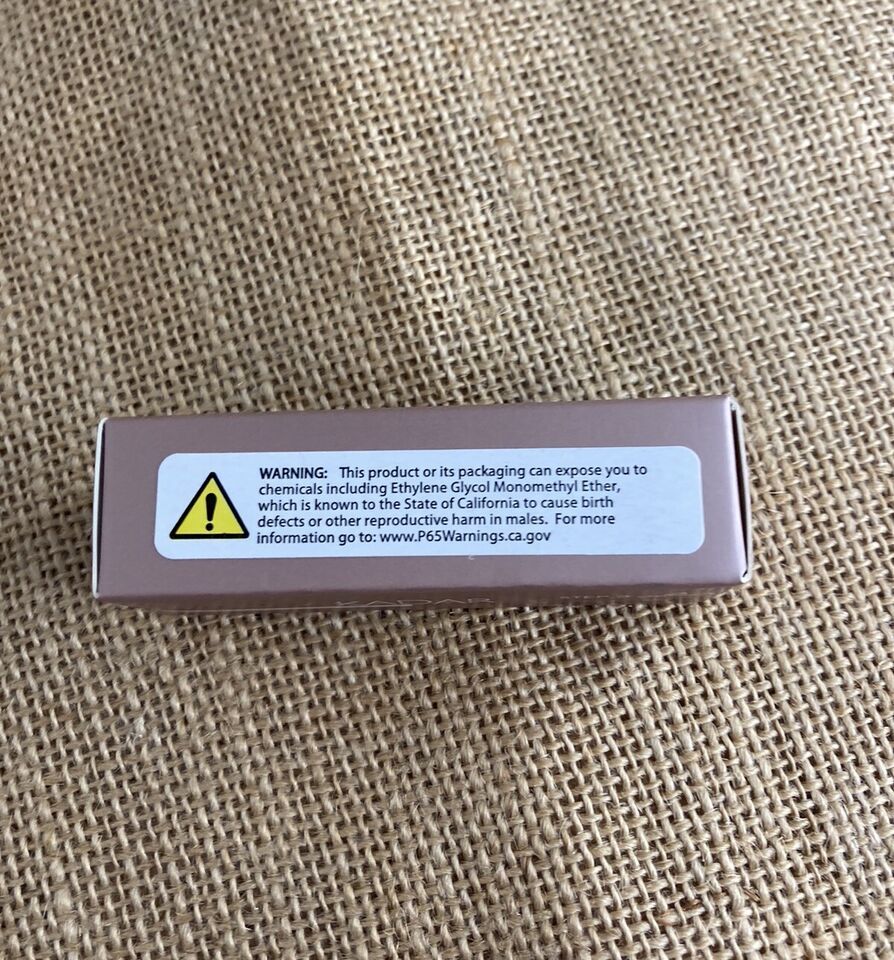 WARNING: This product or its packaging can expose you to
chemicals including Ethylene Glycol Monomethyl Ether,
which is known to the State of California to cause birth
defects or other reproductive harm in males. For more
information go to: www.P65Warnings.ca.gov